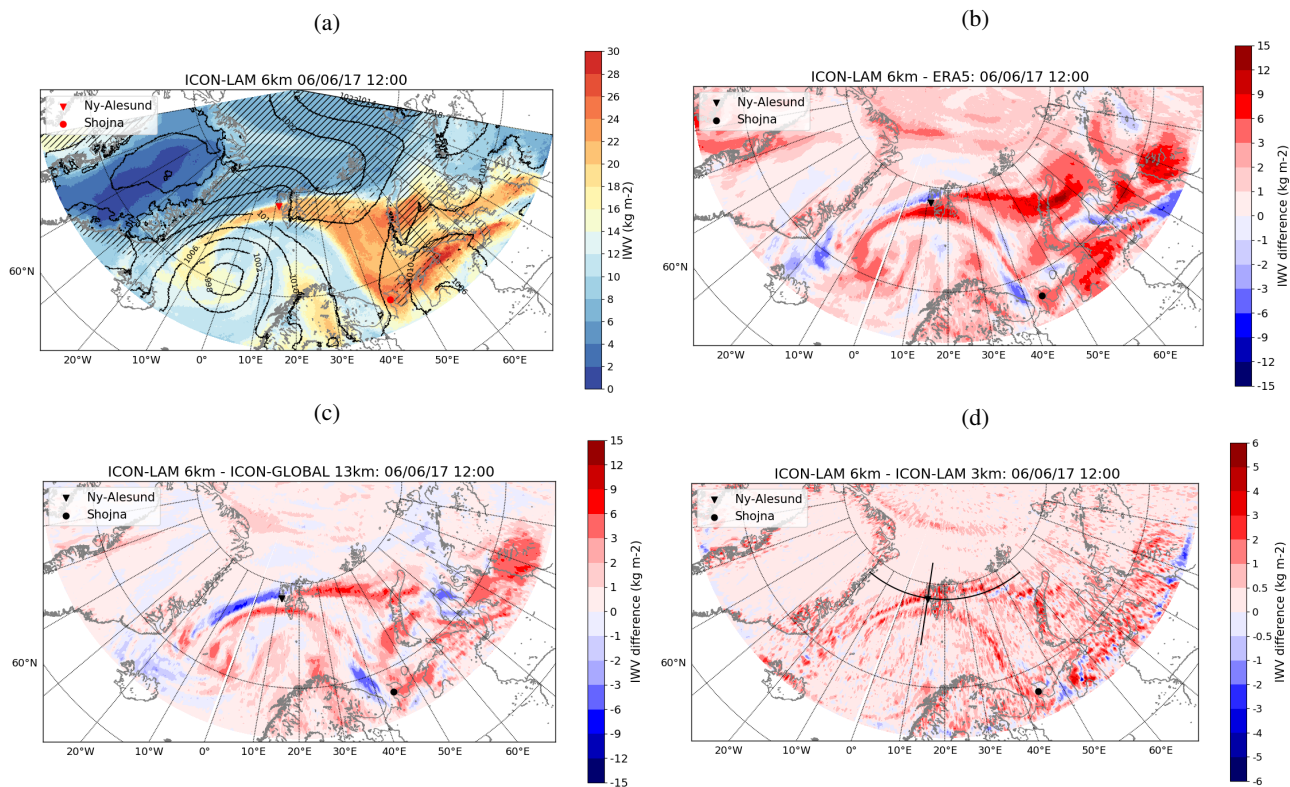 (a)
ICON-LAM 6km 06/06/17 12:00
Ny-Alesund
Shojna
1006
1002
998
1010
1010
60°N
20°W
10°W
0°
10°E
20°E
30°E
40°E
50°E
60°E
30
28
26
24
22
20
18
16
14
12
10
8
6
4
2
0
IWV (kg m-2)
(b)
ICON-LAM 6km - ERA5: 06/06/17 12:00
Ny-Alesund
Shojna
60°N
20°W
10°W
0°
10°E
20°E
30°E
40°E
50°E
60°E
15
12
9
6
3
2
1
0
-1
-2
-3
-6
-9
-12
-15
IWV difference (kg m-2)
(c)
ICON-LAM 6km - ICON-GLOBAL 13km: 06/06/17 12:00
Ny-Alesund
Shojna
60°N
20°W
10°W
0°
10°E
20°E
30°E
40°E
50°E
60°E
15
12
9
6
3
2
1
0
-1
-2
-3
-6
-9
-12
-15
IWV difference (kg m-2)
(d)
ICON-LAM 6km - ICON-LAM 3km: 06/06/17 12:00
Ny-Alesund
Shojna
60°N
20°W
10°W
0°
10°E
20°E
30°E
40°E
50°E
60°E
6
5
4
3
2
1
0.5
0
-0.5
-1
-2
-3
-4
-5
-6
IWV difference (kg m-2)